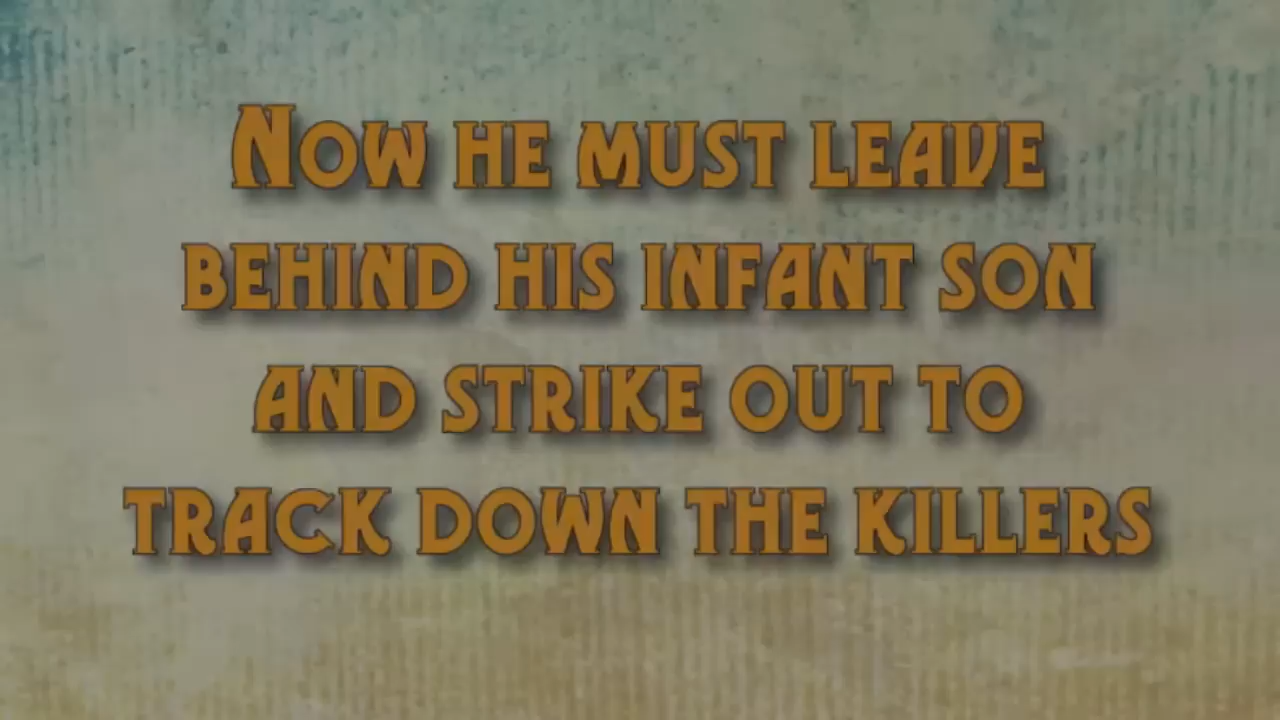 Now he must leave
behind his infant son
and strike out to
track down the killers